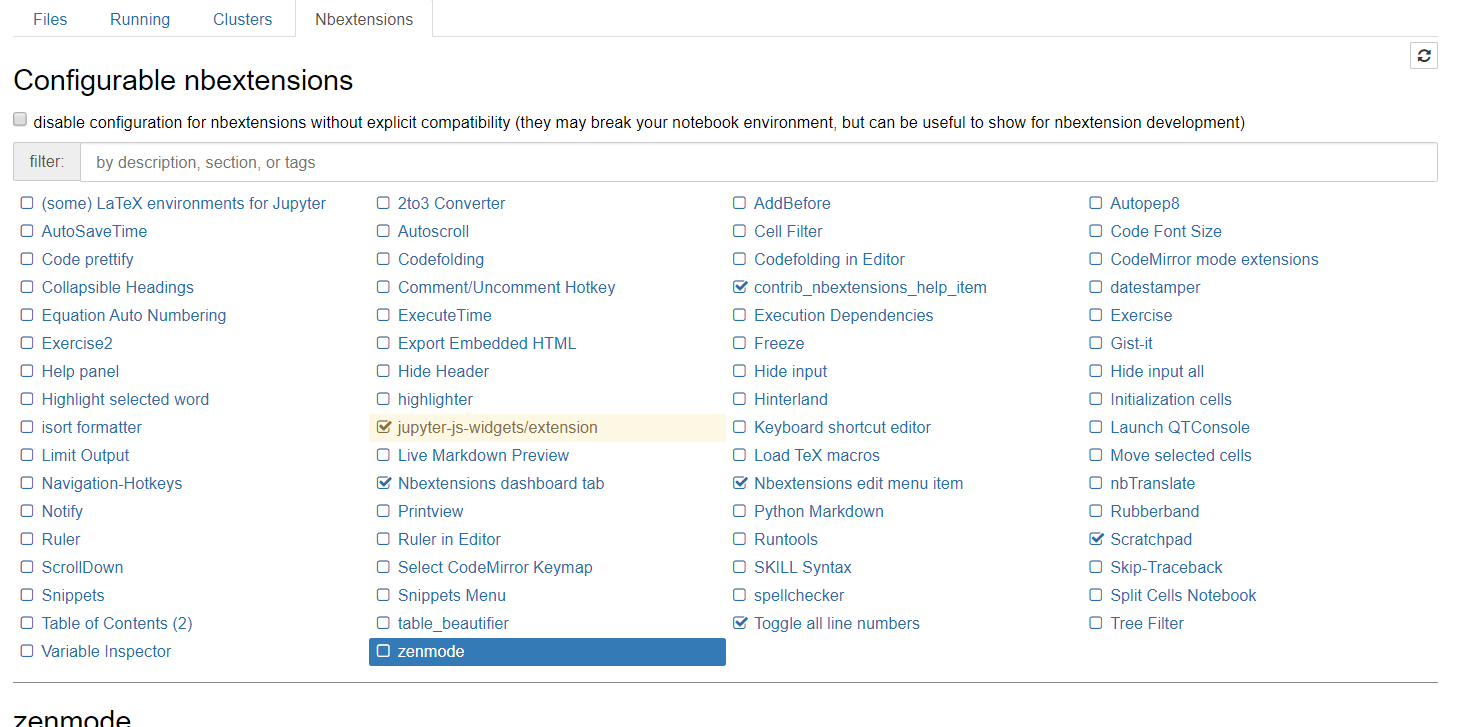 Files Running Clusters Nbextensions
Configurable nbextensions
disable configuration for nbextensions without explicit compatibility (they may break your notebook environment, but can be useful to show for nbextension development)
filter: by description, section, or tags
(some) LaTeX environments for Jupyter 2to3 Converter AddBefore Autopep8
AutoSaveTime Autoscroll Cell Filter Code Font Size
Code prettify Codefolding Codefolding in Editor CodeMirror mode extensions
Collapsible Headings Comment/Uncomment Hotkey contrib_nbextensions_help_item datestamper
Equation Auto Numbering ExecuteTime Execution Dependencies Exercise
Exercise2 Export Embedded HTML Freeze Gist-it
Help panel Hide Header Hide input Hide input all
Highlight selected word highlighter Hinterland Initialization cells
isort formatter jupyter-js-widgets/extension Keyboard shortcut editor Launch QTConsole
Limit Output Live Markdown Preview Load TeX macros Move selected cells
Navigation-Hotkeys Nbextensions dashboard tab Nbextensions edit menu item nbTranslate
Notify Printview Python Markdown Rubberband
Ruler Ruler in Editor Runtools Scratchpad
ScrollDown Select CodeMirror Keymap SKILL Syntax Skip-Traceback
Snippets Snippets Menu spellchecker Split Cells Notebook
Table of Contents (2) table_beautifier Toggle all line numbers Tree Filter
Variable Inspector zenmode
zenmode